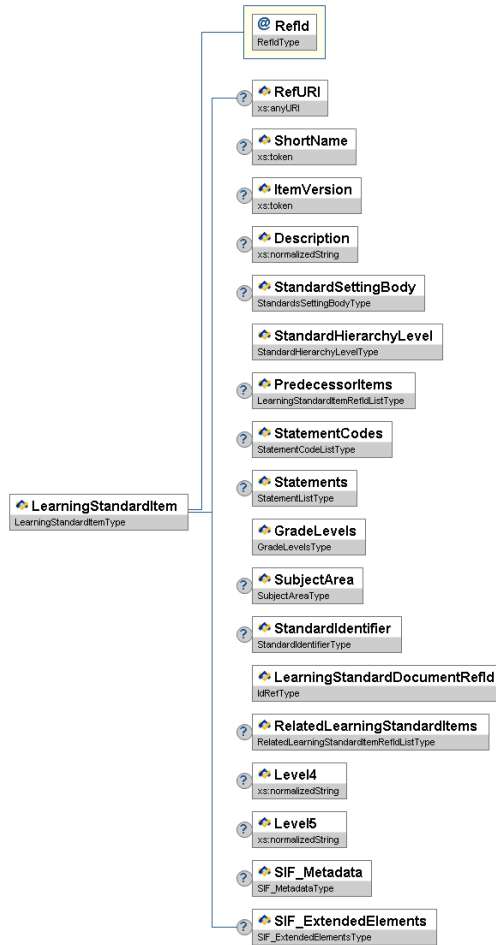 @ RefId
RefIdType
? RefURI
xs:anyURI
? ShortName
xs:token
? ItemVersion
xs:token
? Description
xs:normalizedString
? StandardSettingBody
StandardsSettingBodyType
StandardHierarchyLevel
StandardHierarchyLevelType
? PredecessorItems
LearningStandardItemRefIdListType
? StatementCodes
StatementCodeListType
? Statements
StatementListType
LearningStandardItem
LearningStandardItemType
GradeLevels
GradeLevelsType
? SubjectArea
SubjectAreaType
? StandardIdentifier
StandardIdentifierType
LearningStandardDocumentRefId
IdRefType
? RelatedLearningStandardItems
RelatedLearningStandardItemRefIdListType
? Level4
xs:normalizedString
? Level5
xs:normalizedString
? SIF_Metadata
SIF_MetadataType
? SIF_ExtendedElements
SIF_ExtendedElementsType